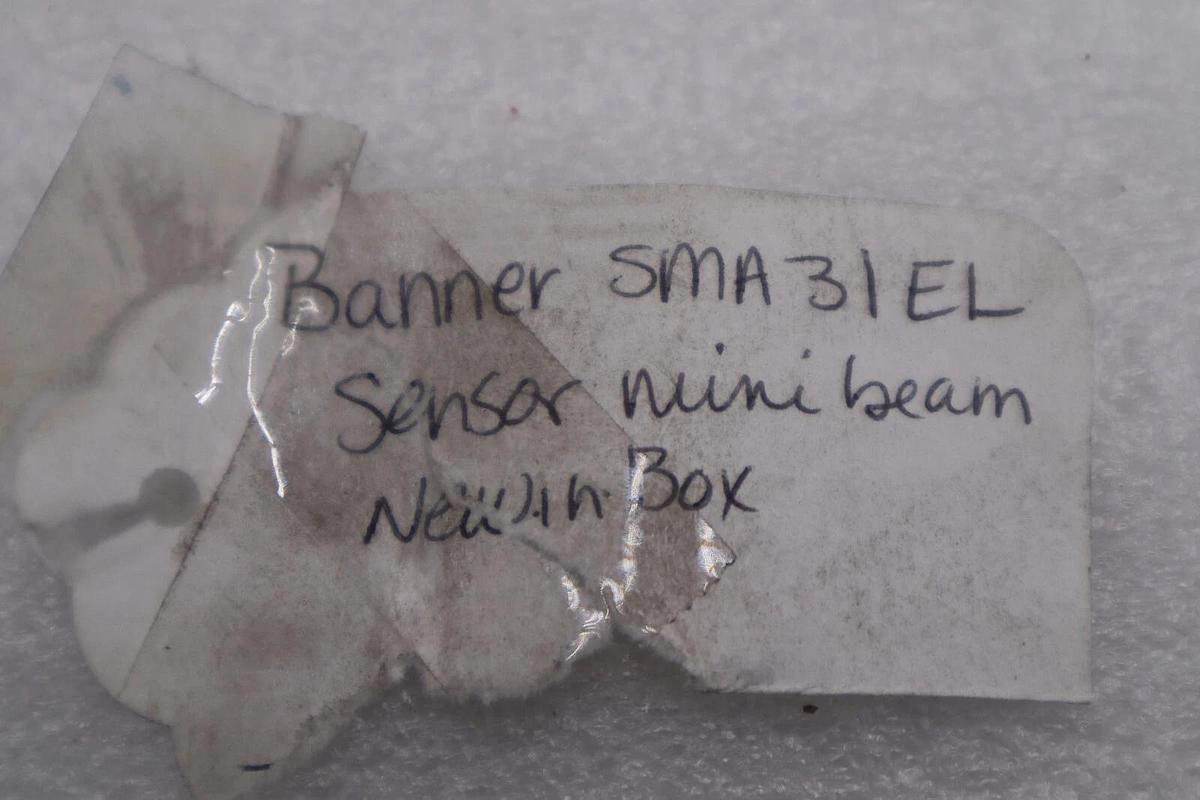 Banner SMA31EL
Sensor mini beam
New in Box